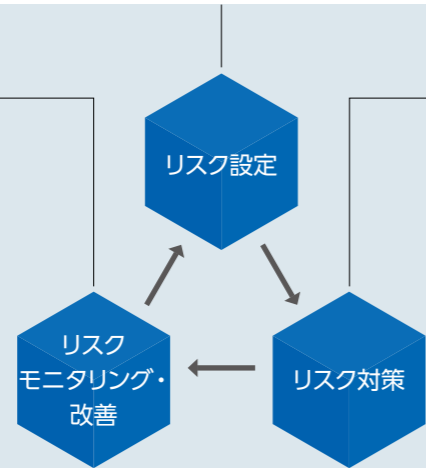 リスク設定
リスク
モニタリング・
改善
リスク対策